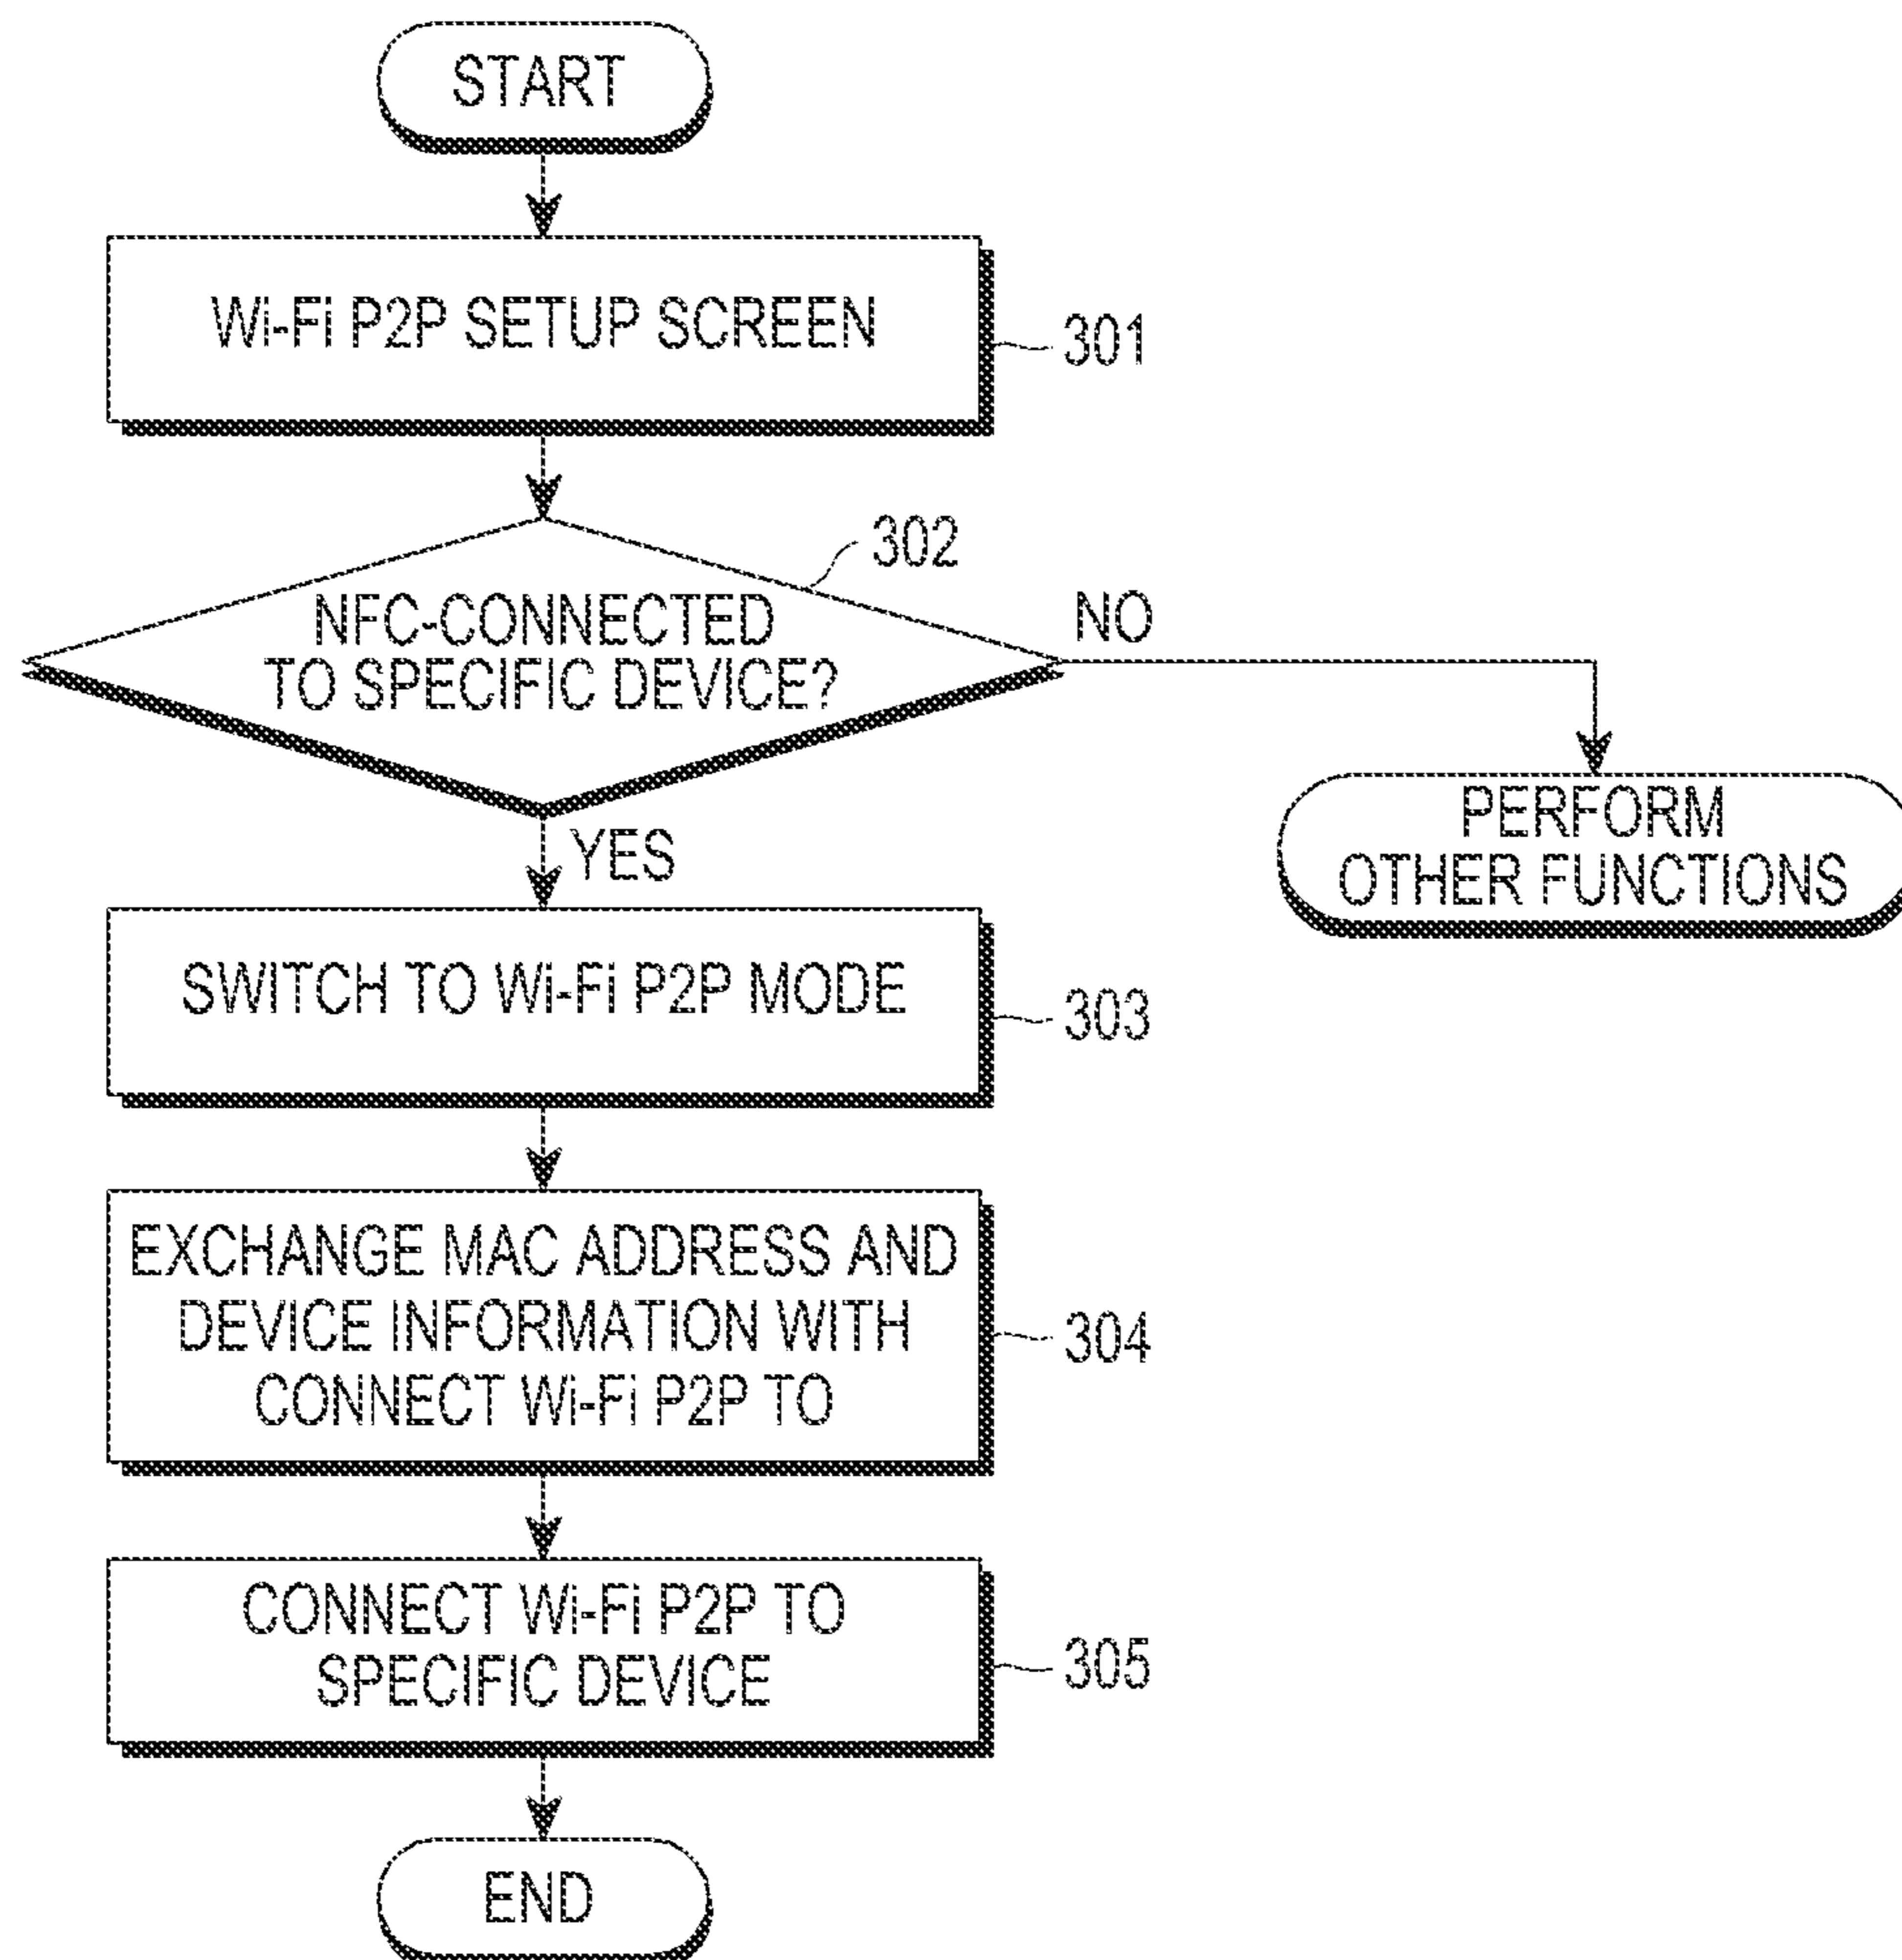 START
Wi-Fi P2P SETUP SCREEN
301
302
NFC-CONNECTED
TO SPECIFIC DEVICE?
NO
PERFORM
OTHER FUNCTIONS
YES
SWITCH TO Wi-Fi P2P MODE
303
EXCHANGE MAC ADDRESS AND
DEVICE INFORMATION WITH
CONNECT Wi-Fi P2P TO
304
CONNECT Wi-Fi P2P TO
SPECIFIC DEVICE
305
END